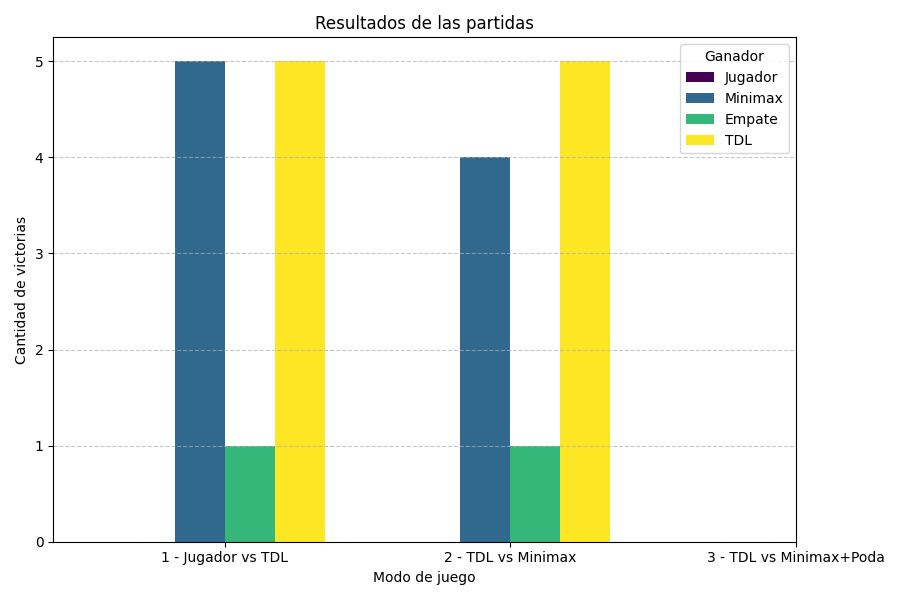 Resultados de las partidas
Ganador
Jugador
Minimax
Empate
TDL
Cantidad de victorias
5
4
3
2
1
0
1 - Jugador vs TDL
2 - TDL vs Minimax
3 - TDL vs Minimax+Poda
Modo de juego